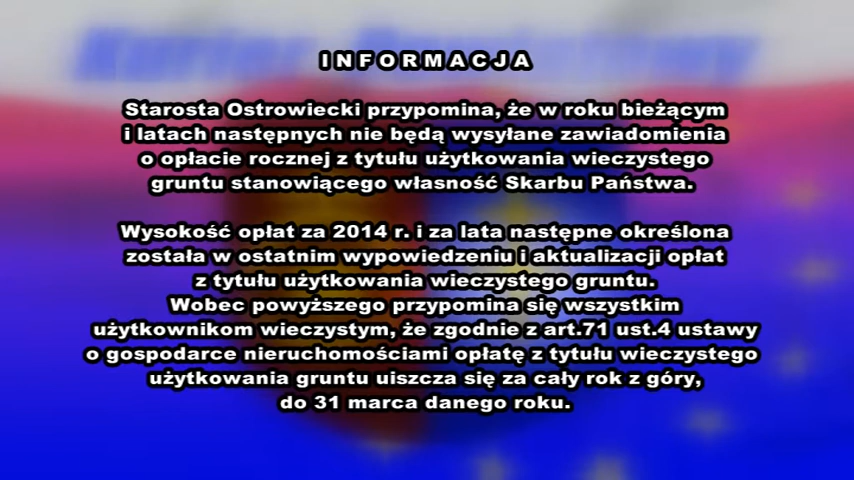 INFORMACJA
Starosta Ostrowiecki przypomina, że w roku bieżącym
i latach następnych nie będą wysyłane zawiadomienia
o opłacie rocznej z tytułu użytkowania wieczystego
gruntu stanowiącego własność Skarbu Państwa.
Wysokość opłat za 2014 r. i za lata następne określona
została w ostatnim wypowiedzeniu i aktualizacji opłat
z tytułu użytkowania wieczystego gruntu.
Wobec powyższego przypomina się wszystkim
użytkownikom wieczystym, że zgodnie z art.71 ust.4 ustawy
o gospodarce nieruchomościami opłatę z tytułu wieczystego
użytkowania gruntu uiszcza się za cały rok z góry,
do 31 marca danego roku.